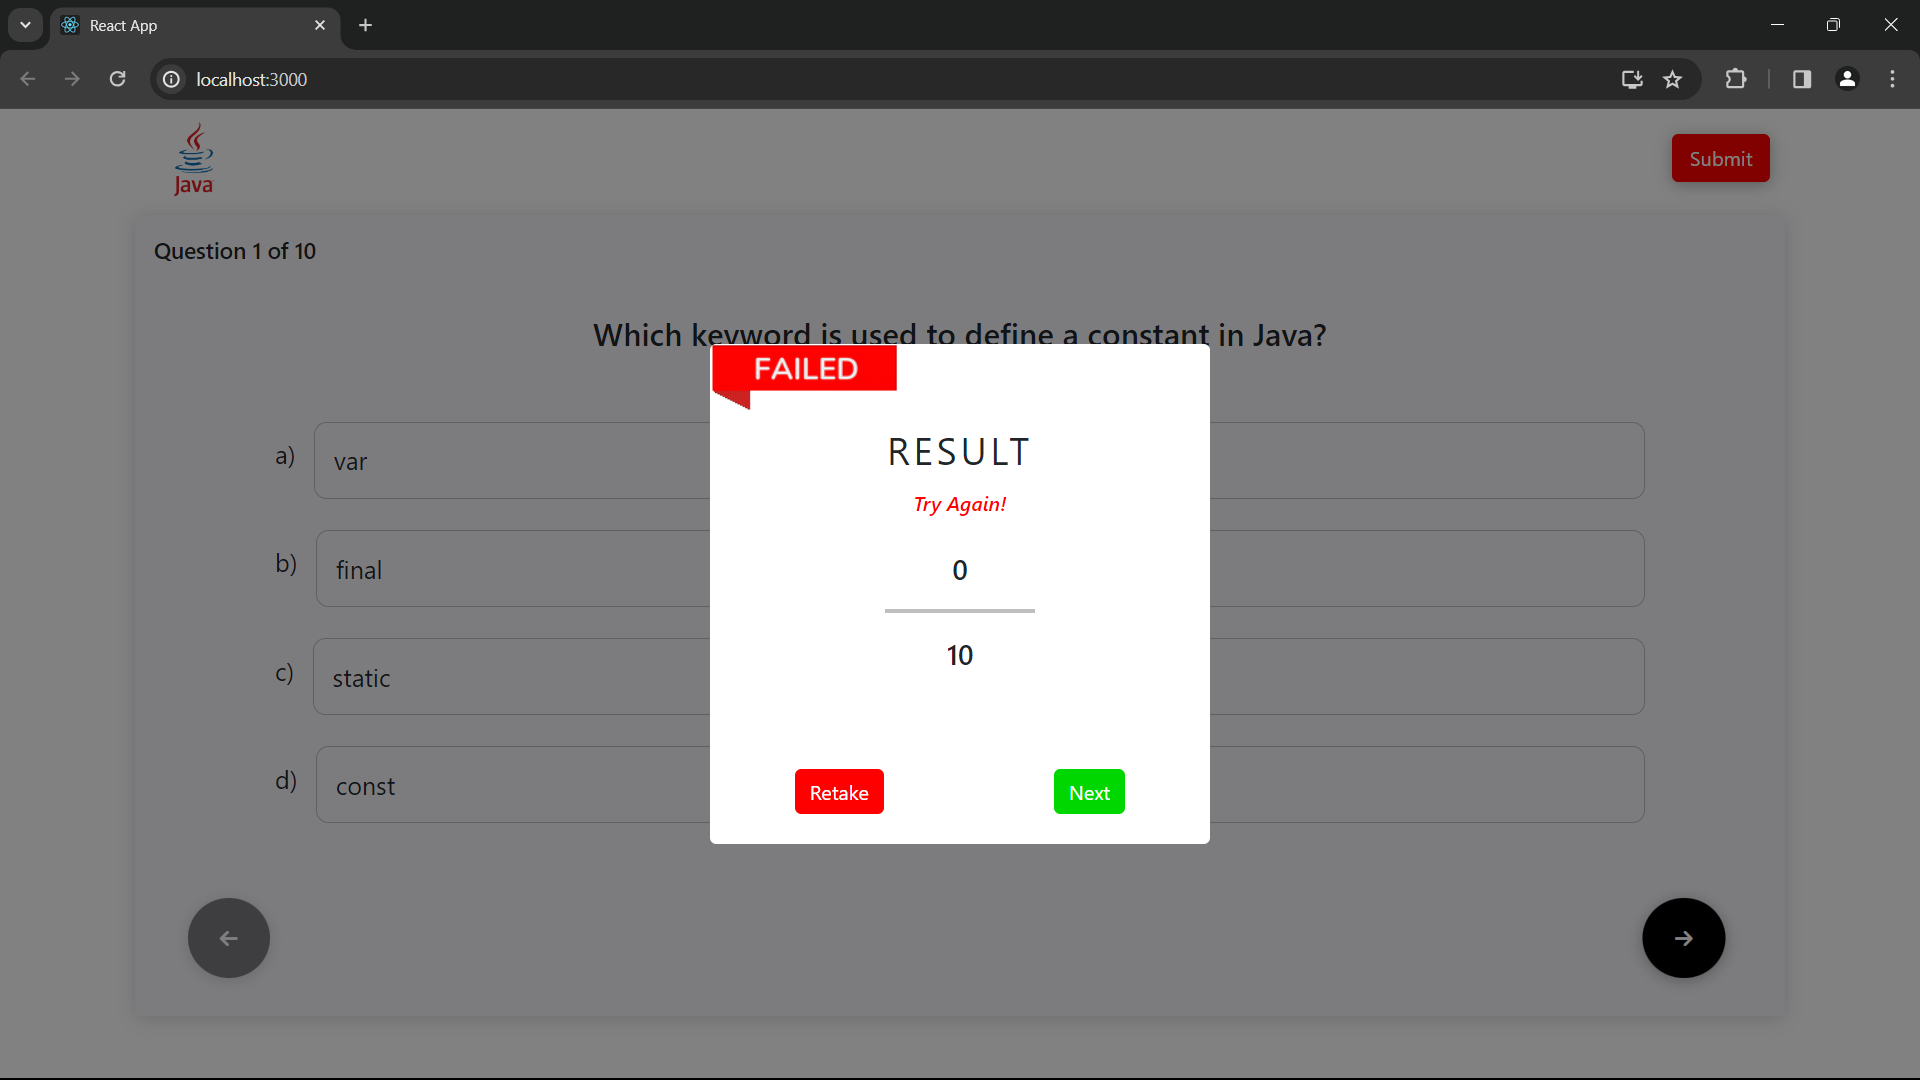 React App
localhost:3000
Java
Submit
Question 1 of 10
Which keyword is used to define a constant in Java?
FAILED
RESULT
Try Again!
0
10
a) var
b) final
c) static
d) const
Retake
Next